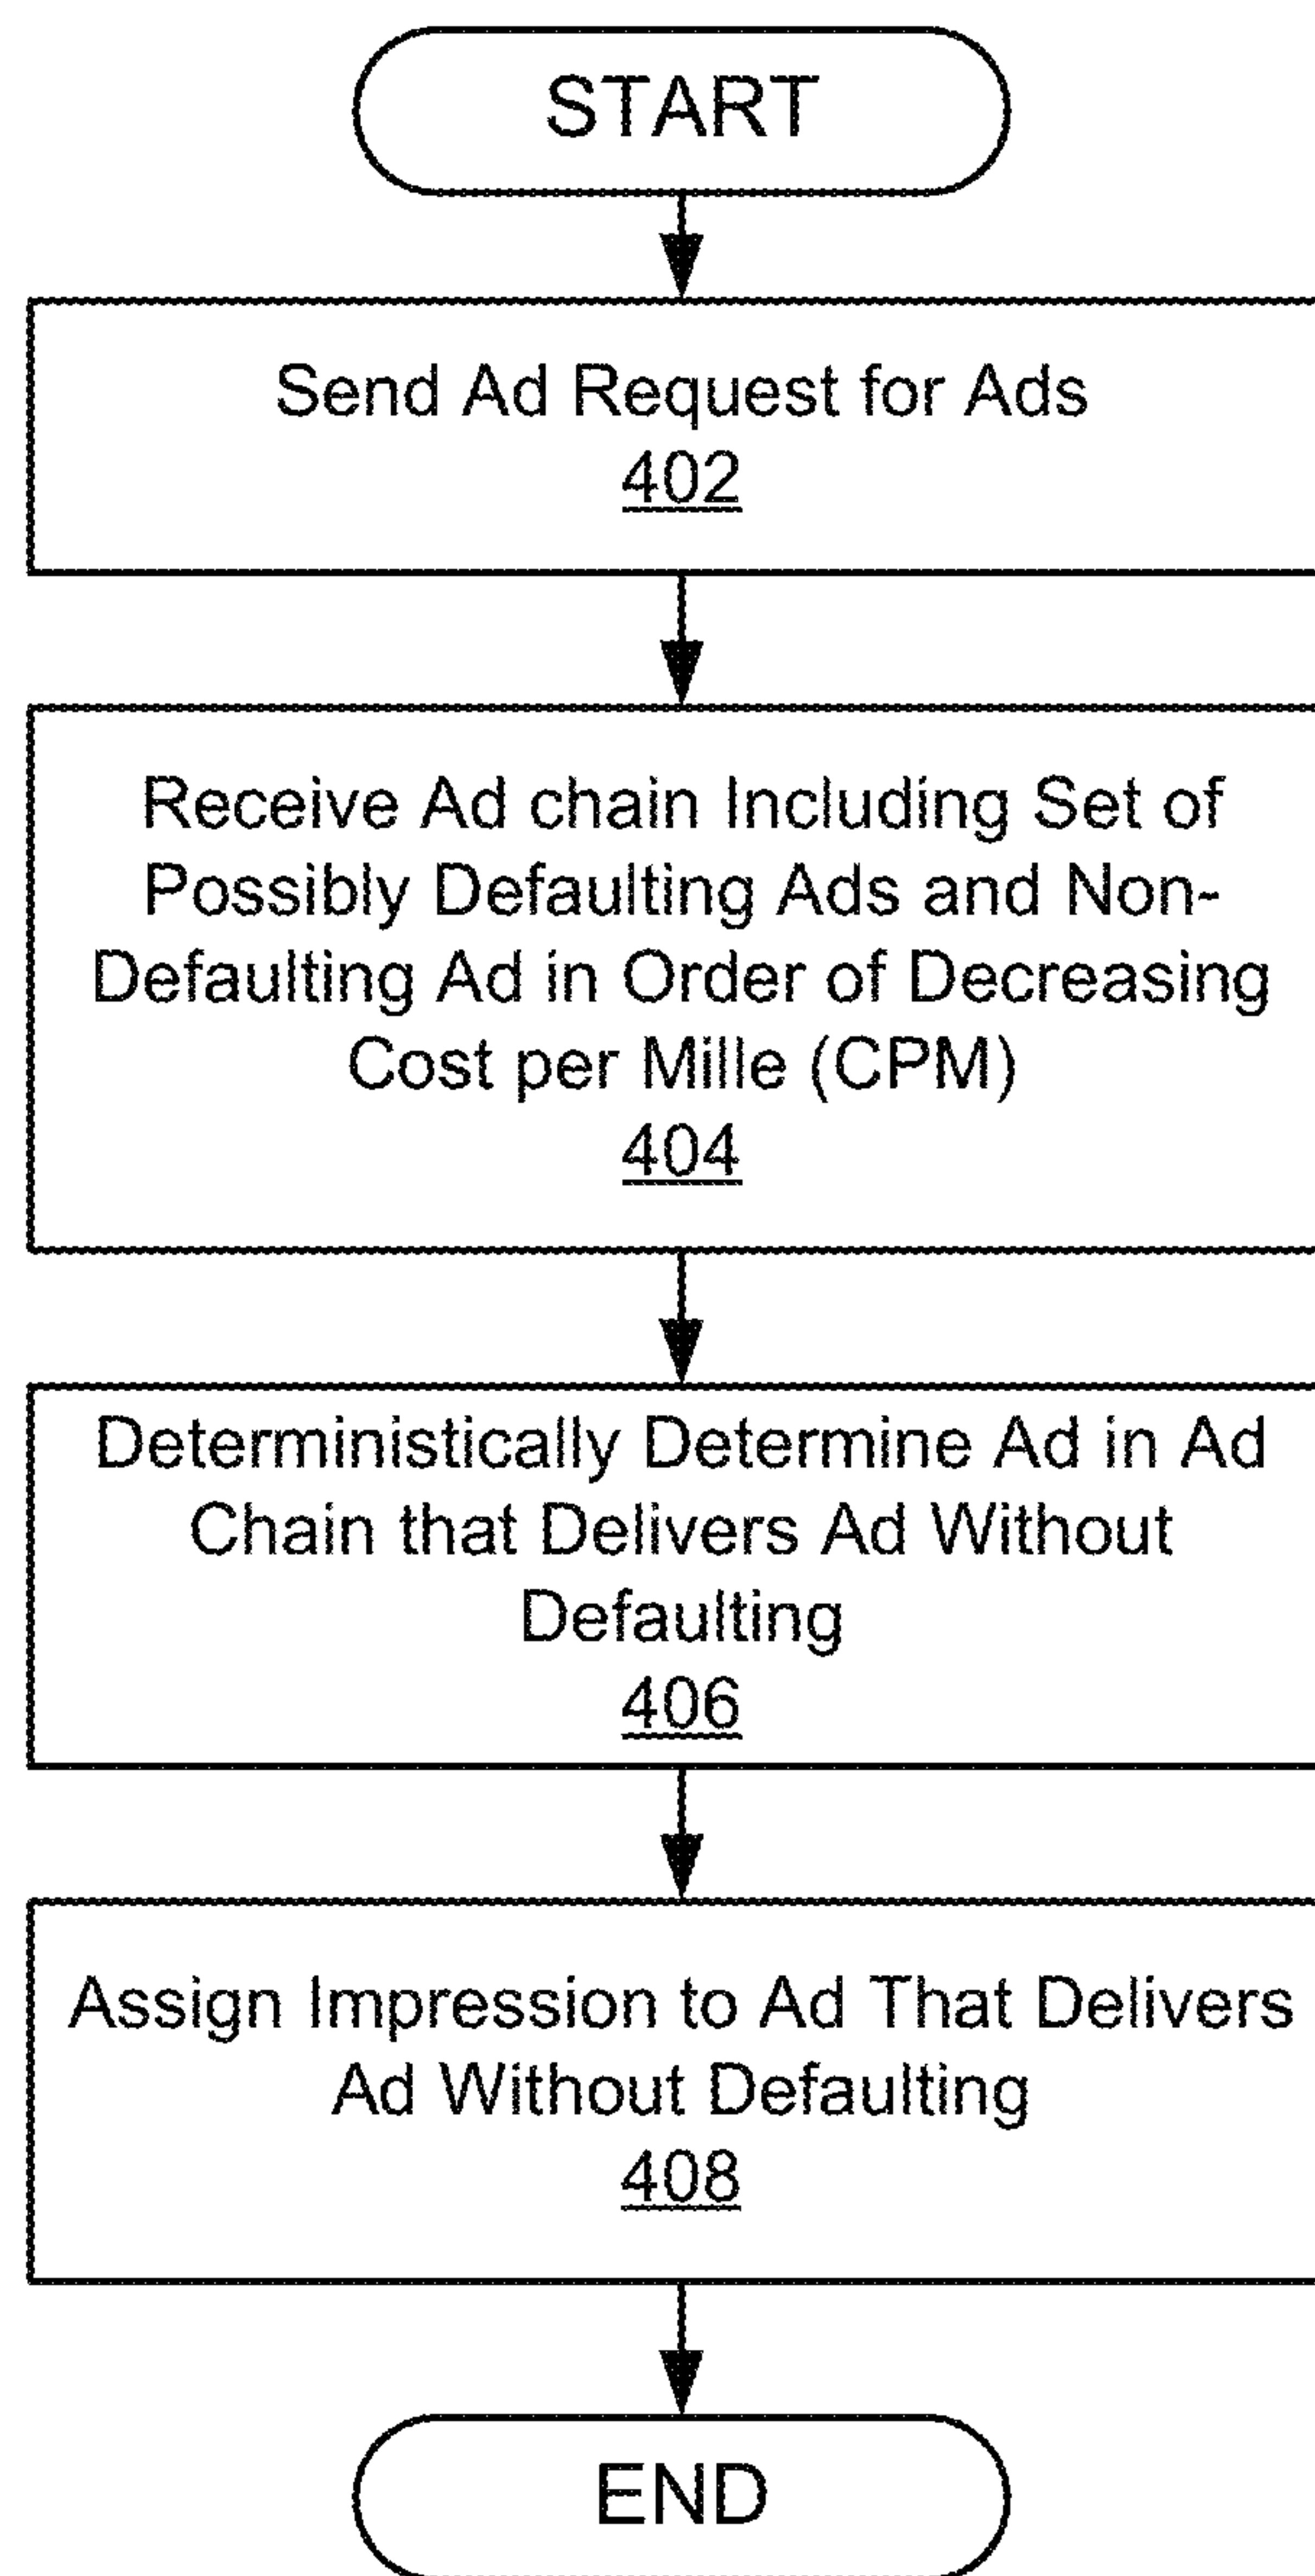 START
Send Ad Request for Ads
402
Receive Ad chain Including Set of
Possibly Defaulting Ads and Non-
Defaulting Ad in Order of Decreasing
Cost per Mille (CPM)
404
Deterministically Determine Ad in Ad
Chain that Delivers Ad Without
Defaulting
406
Assign Impression to Ad That Delivers
Ad Without Defaulting
408
END